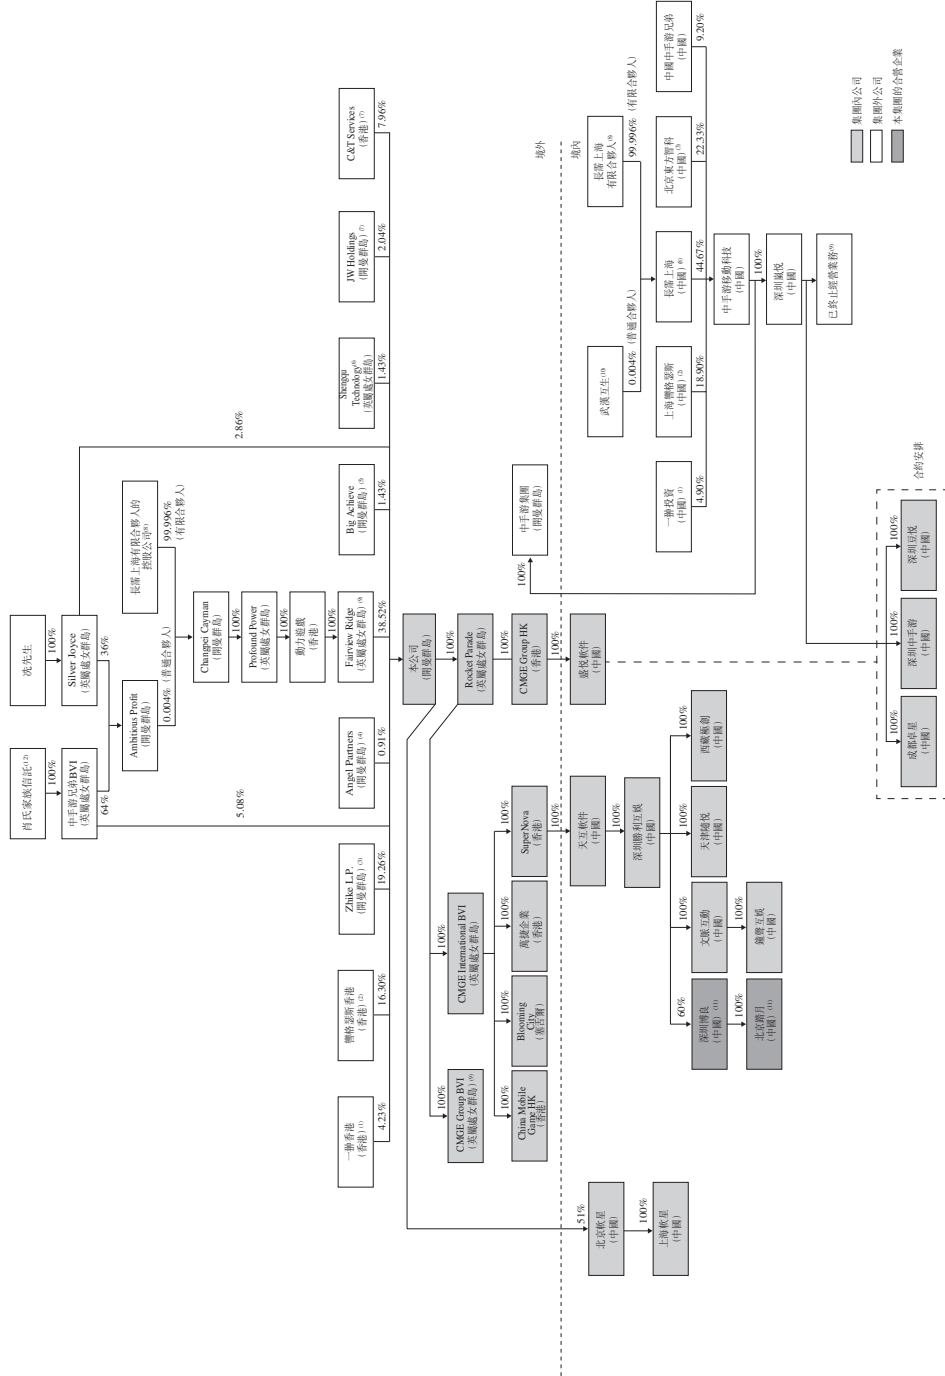 肖氏家族信託⁽¹²⁾
冼先生
100%
100%
中手游兄弟BVI
(英屬處女群島)
Silver Joyce
(英屬處女群島)
64%
36%
5.08%
2.86%
Ambitious Profit
(開曼群島)
長霈上海有限合夥人的
控股公司⁽⁸⁾
0.004% (普通合夥人)
99.996%
(有限合夥人)
Changpei Cayman
(開曼群島)
100%
Profound Power
(英屬處女群島)
100%
動力遊戲
(香港)
100%
一翀香港
(香港)⁽¹⁾
轡格瑟斯香港
(香港)⁽²⁾
Zhike L.P.
(開曼群島)⁽³⁾
Angel Partners
(開曼群島)⁽⁴⁾
Fairview Ridge
(英屬處女群島)⁽⁹⁾
Big Achieve
(開曼群島)⁽⁵⁾
Shengqu
Technology⁽⁶⁾
(英屬處女群島)
JW Holdings
(開曼群島)⁽⁷⁾
C&T Services
(香港)⁽⁷⁾
4.23%
16.30%
19.26%
0.91%
38.52%
1.43%
1.43%
2.04%
7.96%
本公司
(開曼群島)
100%
100%
100%
CMGE Group BVI
(英屬處女群島)⁽⁹⁾
CMGE International BVI
(英屬處女群島)
Rocket Parade
(英屬處女群島)
100%
100%
100%
100%
100%
100%
China Mobile
Game HK
(香港)
Blooming
City
(塞舌爾)
萬捷企業
(香港)
SuperNova
(香港)
CMGE Group HK
(香港)
中手游集團
(開曼群島)
境外
境內
51%
100%
100%
北京軟星
(中國)
天互軟件
(中國)
盛悅軟件
(中國)
武漢互生⁽¹⁰⁾
長霈上海
有限合夥人⁽⁸⁾
100%
100%
0.004% (普通合夥人)
99.996% (有限合夥人)
上海軟星
(中國)
深圳勝利互娛
(中國)
一翀投資
(中國)⁽¹⁾
上海轡格瑟斯
(中國)⁽²⁾
長霈上海
(中國)⁽⁸⁾
北京東方智科
(中國)⁽³⁾
中國中手游兄弟
(中國)
4.90%
18.90%
44.67%
22.33%
9.20%
60%
100%
100%
100%
深圳博良
(中國)⁽¹¹⁾
文脈互動
(中國)
天津隨悅
(中國)
西藏極創
(中國)
中手游移動科技
(中國)
100%
100%
100%
北京踏月
(中國)⁽¹¹⁾
鐘聲互娛
(中國)
深圳嵐悅
(中國)
已終止經營業務⁽⁹⁾
合約安排
100%
100%
100%
成都卓星
(中國)
深圳中手游
(中國)
深圳豆悅
(中國)
集團內公司
集團外公司
本集團的合營企業